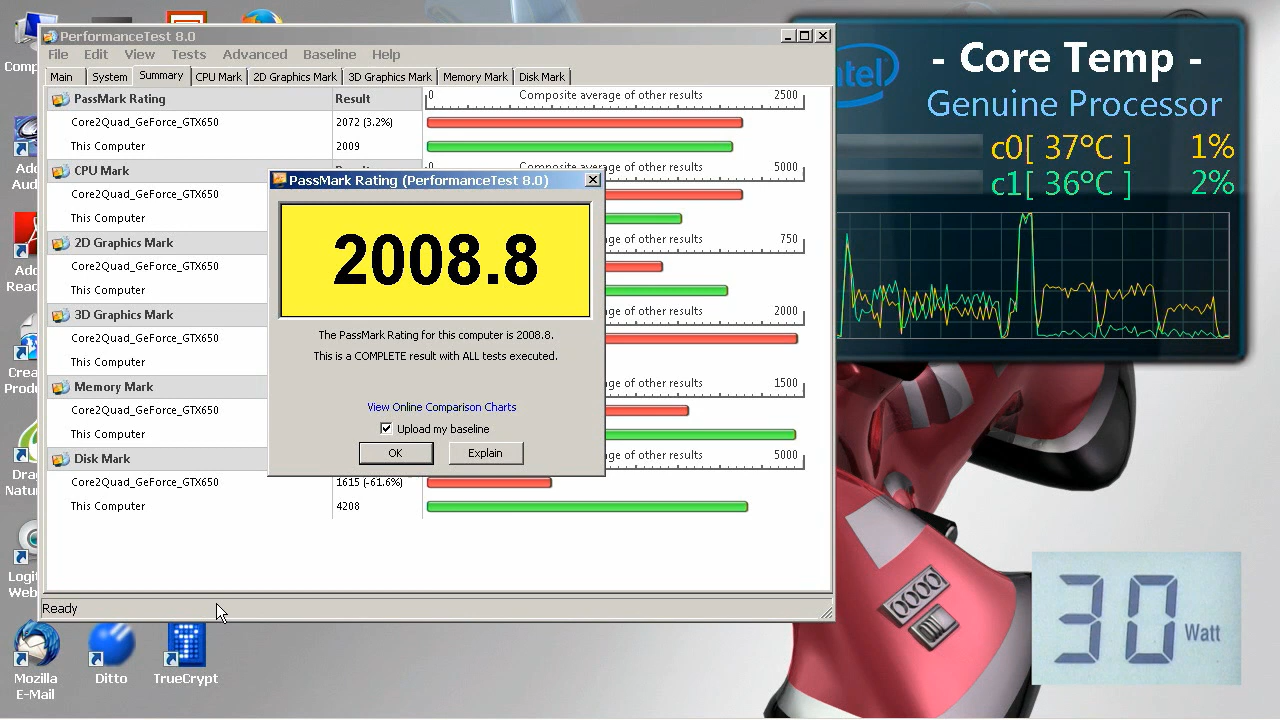 PerformanceTest 8.0
File Edit View Tests Advanced Baseline Help
Main System CPU Mark 2D Graphics Mark 3D Graphics Mark Memory Mark Disk Mark
PassMark Rating Result 0 Composite average of other results 2500
Core2Quad_GeForce_GTX650 2072 (3.2%)
This Computer 2009
CPU Mark 0 Composite average of other results 5000
Core2Quad_GeForce_GTX650
This Computer
2D Graphics Mark of other results 750
Core2Quad_GeForce_GTX650
This Computer
3D Graphics Mark of other results 2000
Core2Quad_GeForce_GTX650
This Computer
Memory Mark of other results 1500
Core2Quad_GeForce_GTX650
This Computer
Disk Mark of other results 5000
Core2Quad_GeForce_GTX650 1615 (-61.6%)
This Computer 4208
Ready
PassMark Rating (PerformanceTest 8.0)
2008.8
The PassMark Rating for this computer is 2008.8.
This is a COMPLETE result with ALL tests executed.
View Online Comparison Charts
Upload my baseline
OK Explain
- Core Temp -
Genuine Processor
c0[ 37°C ] 1%
c1[ 36°C ] 2%
30 Watt
Mozilla
E-Mail
Ditto
TrueCrypt